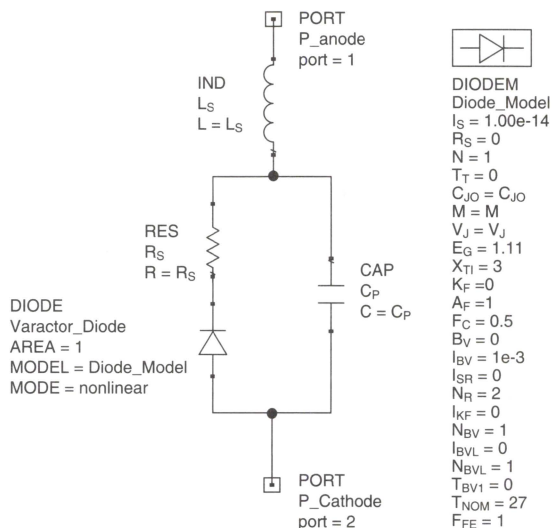 PORT
P_anode
port = 1
IND
LS
L = LS
RES
RS
R = RS
CAP
CP
C = CP
DIODE
Varactor_Diode
AREA = 1
MODEL = Diode_Model
MODE = nonlinear
PORT
P_Cathode
port = 2
DIODEM
Diode_Model
IS = 1.00e-14
RS = 0
N = 1
TT = 0
CJO = CJO
M = M
VJ = VJ
EG = 1.11
XTI = 3
KF =0
AF =1
FC = 0.5
BV = 0
IBV = 1e-3
ISR = 0
NR = 2
IKF = 0
NBV = 1
IBVL = 0
NBVL = 1
TBV1 = 0
TNOM = 27
FFE = 1